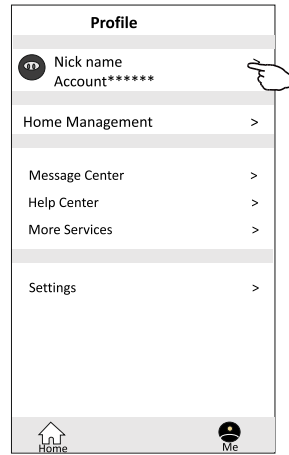 Profile
Nick name
Account******
Home Management >
Message Center >
Help Center >
More Services >
Settings >
Home Me